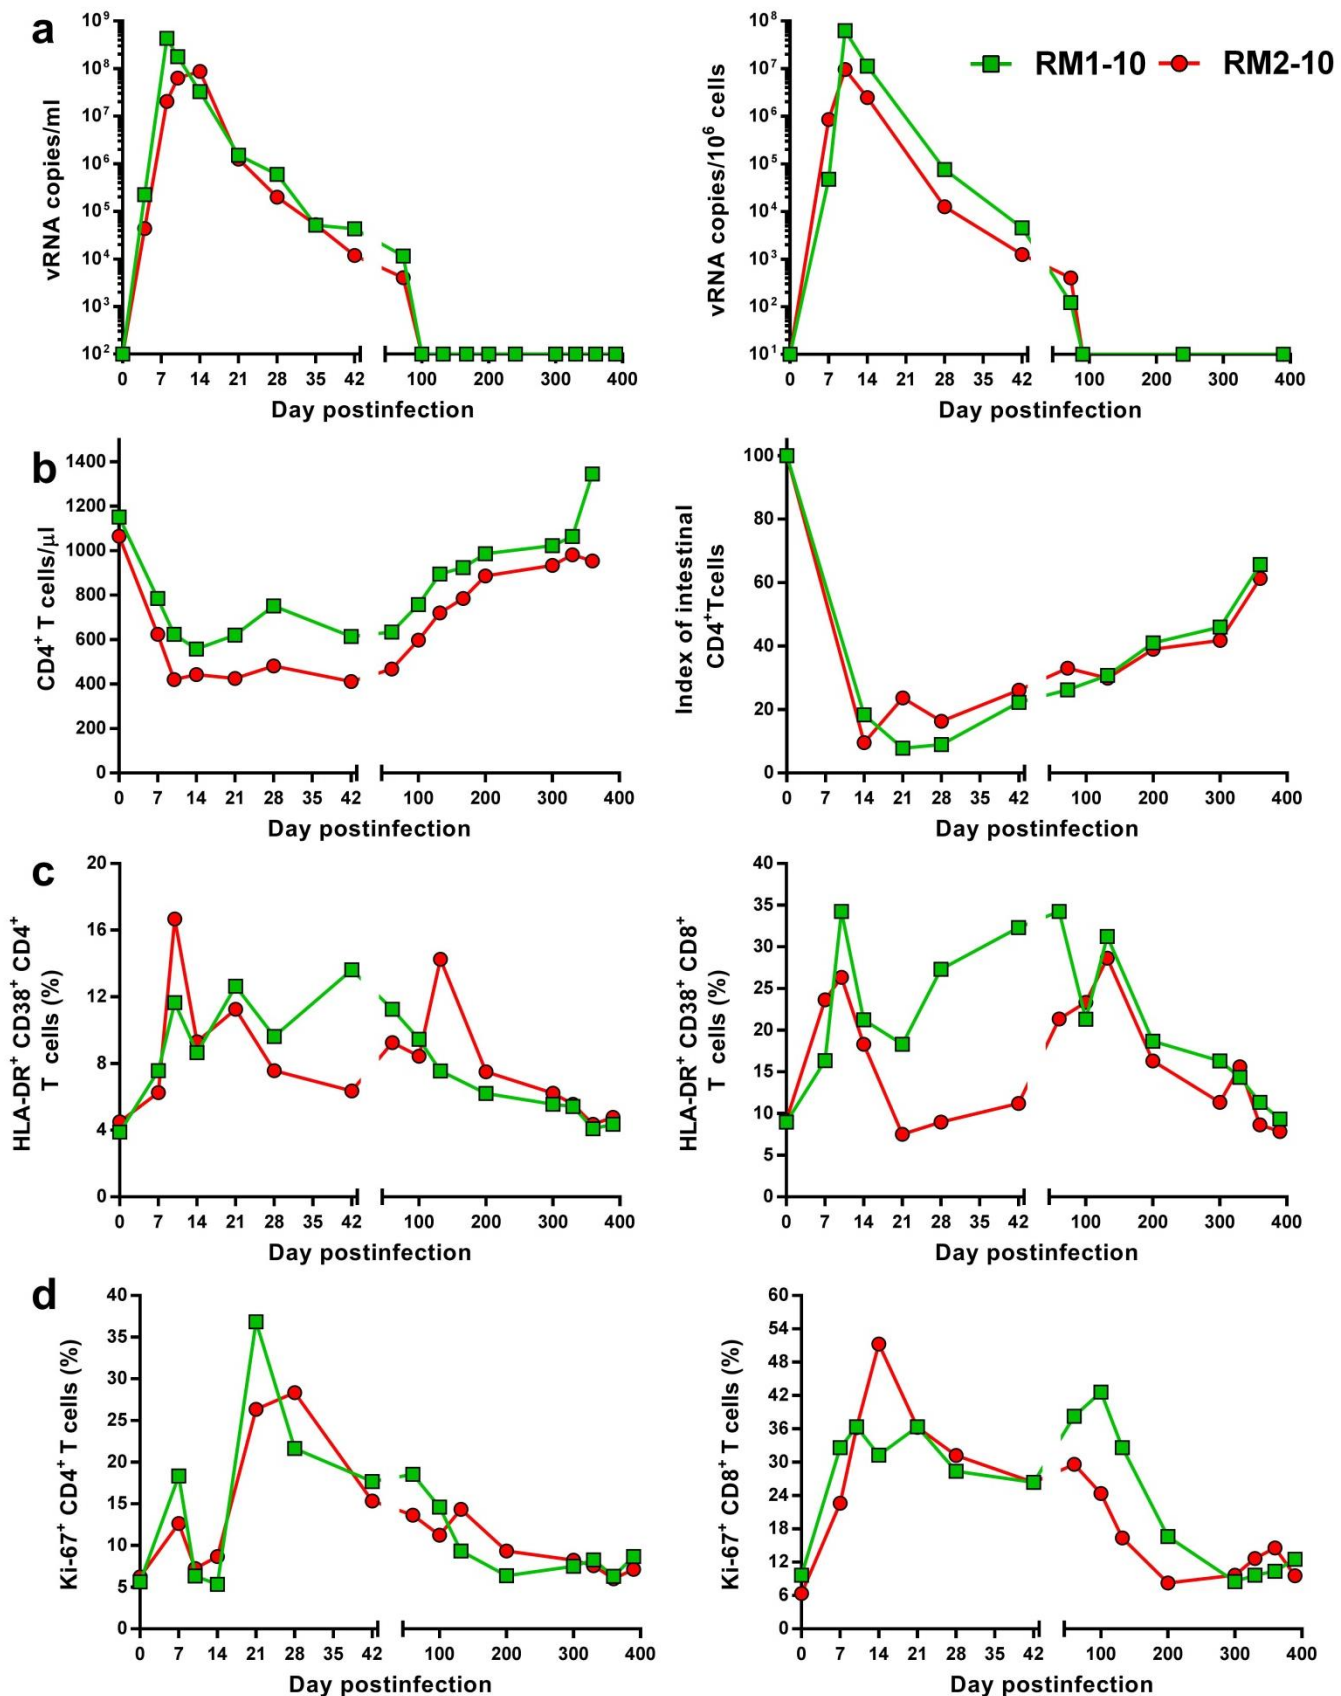 a
vRNA copies/ml
10⁹
10⁸
10⁷
10⁶
10⁵
10⁴
10³
10²
0 7 14 21 28 35 42 100 200 300 400
Day postinfection
vRNA copies/10⁶ cells
10⁸
10⁷
10⁶
10⁵
10⁴
10³
10²
10¹
0 7 14 21 28 35 42 100 200 300 400
Day postinfection
RM1-10 RM2-10
b
CD4⁺ T cells/µl
1400
1200
1000
800
600
400
200
0
0 7 14 21 28 35 42 100 200 300 400
Day postinfection
Index of intestinal
CD4⁺Tcells
100
80
60
40
20
0
0 7 14 21 28 35 42 100 200 300 400
Day postinfection
c
HLA-DR⁺ CD38⁺ CD4⁺
T cells (%)
20
16
12
8
4
0
0 7 14 21 28 35 42 100 200 300 400
Day postinfection
HLA-DR⁺ CD38⁺ CD8⁺
T cells (%)
40
35
30
25
20
15
10
5
0
0 7 14 21 28 35 42 100 200 300 400
Day postinfection
d
Ki-67⁺ CD4⁺ T cells (%)
40
35
30
25
20
15
10
5
0
0 7 14 21 28 35 42 100 200 300 400
Day postinfection
Ki-67⁺ CD8⁺ T cells (%)
60
54
48
42
36
30
24
18
12
6
0
0 7 14 21 28 35 42 100 200 300 400
Day postinfection